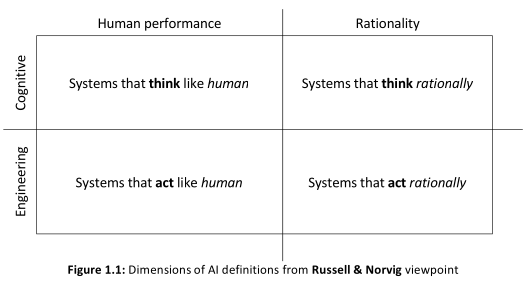 Human performance
Rationality
Cognitive
Systems that think like human
Systems that think rationally
Engineering
Systems that act like human
Systems that act rationally
Figure 1.1: Dimensions of AI definitions from Russell & Norvig viewpoint